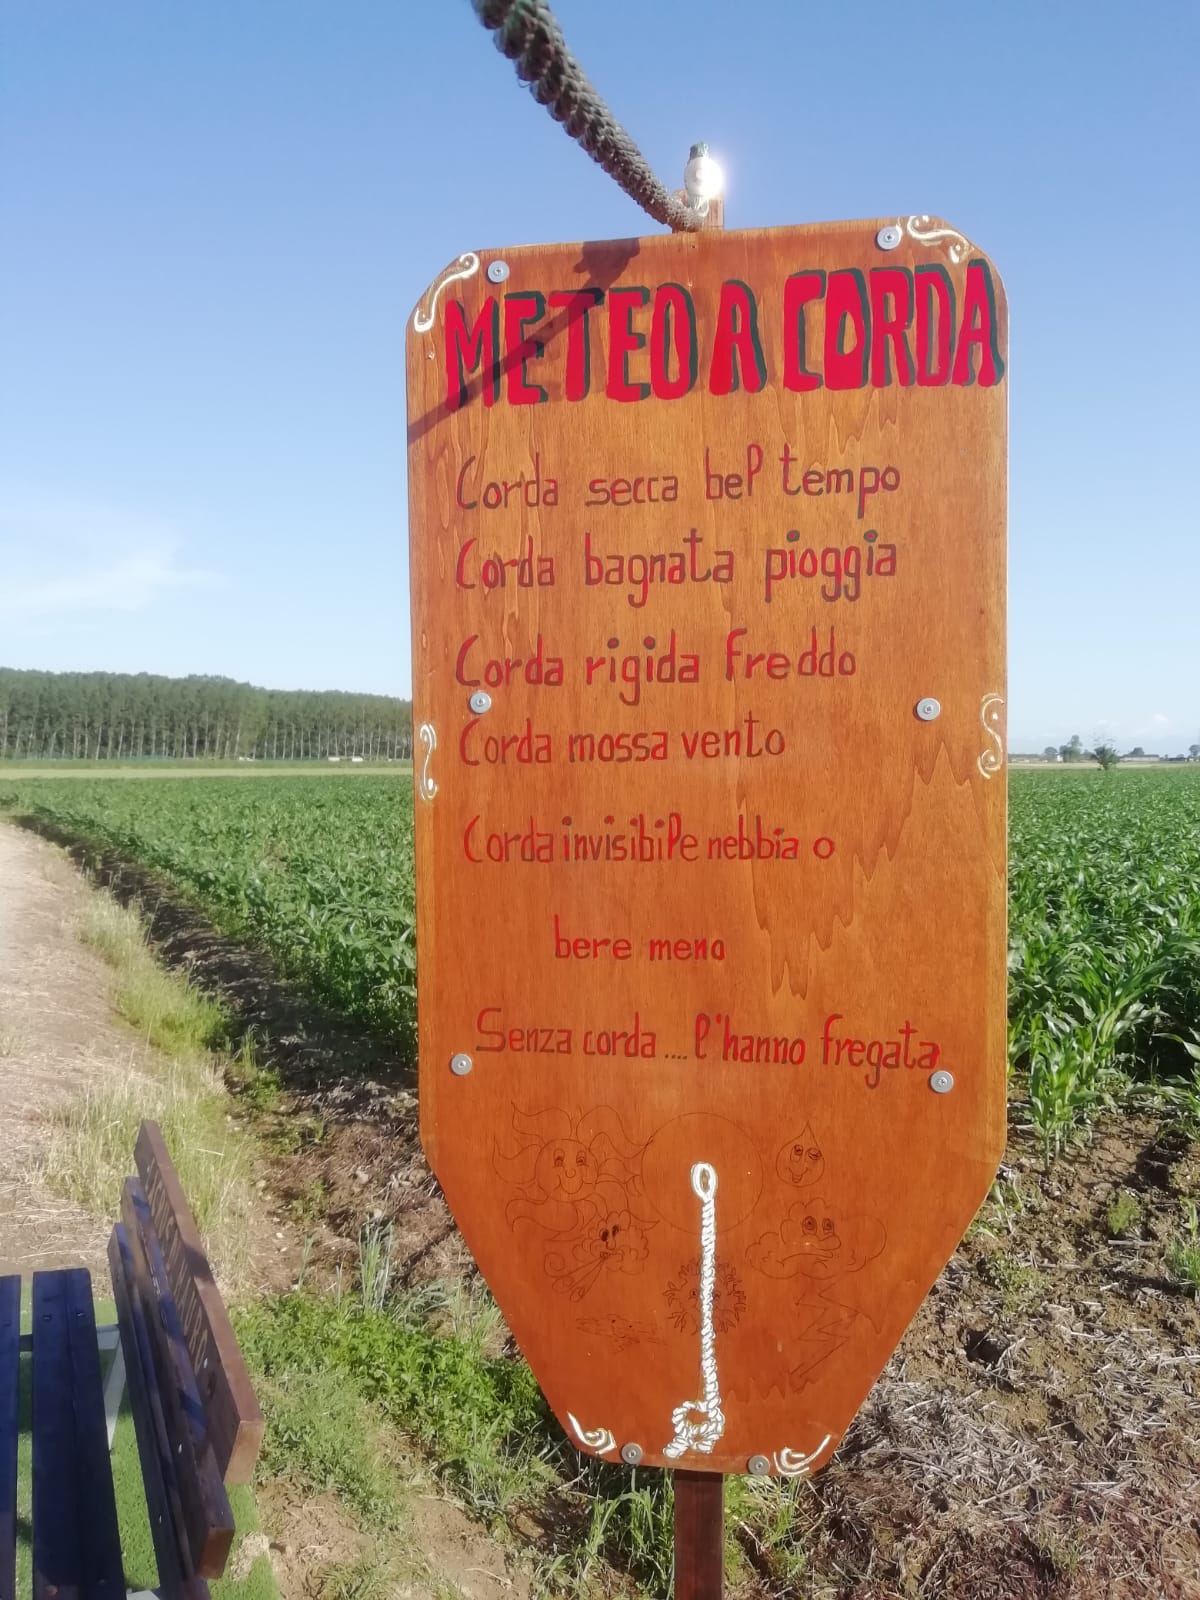 METEO A CORDA
Corda secca bel tempo
Corda bagnata pioggia
Corda rigida freddo
Corda mossa vento
Corda invisibile nebbia o
bere meno
Senza corda .... l'hanno fregata